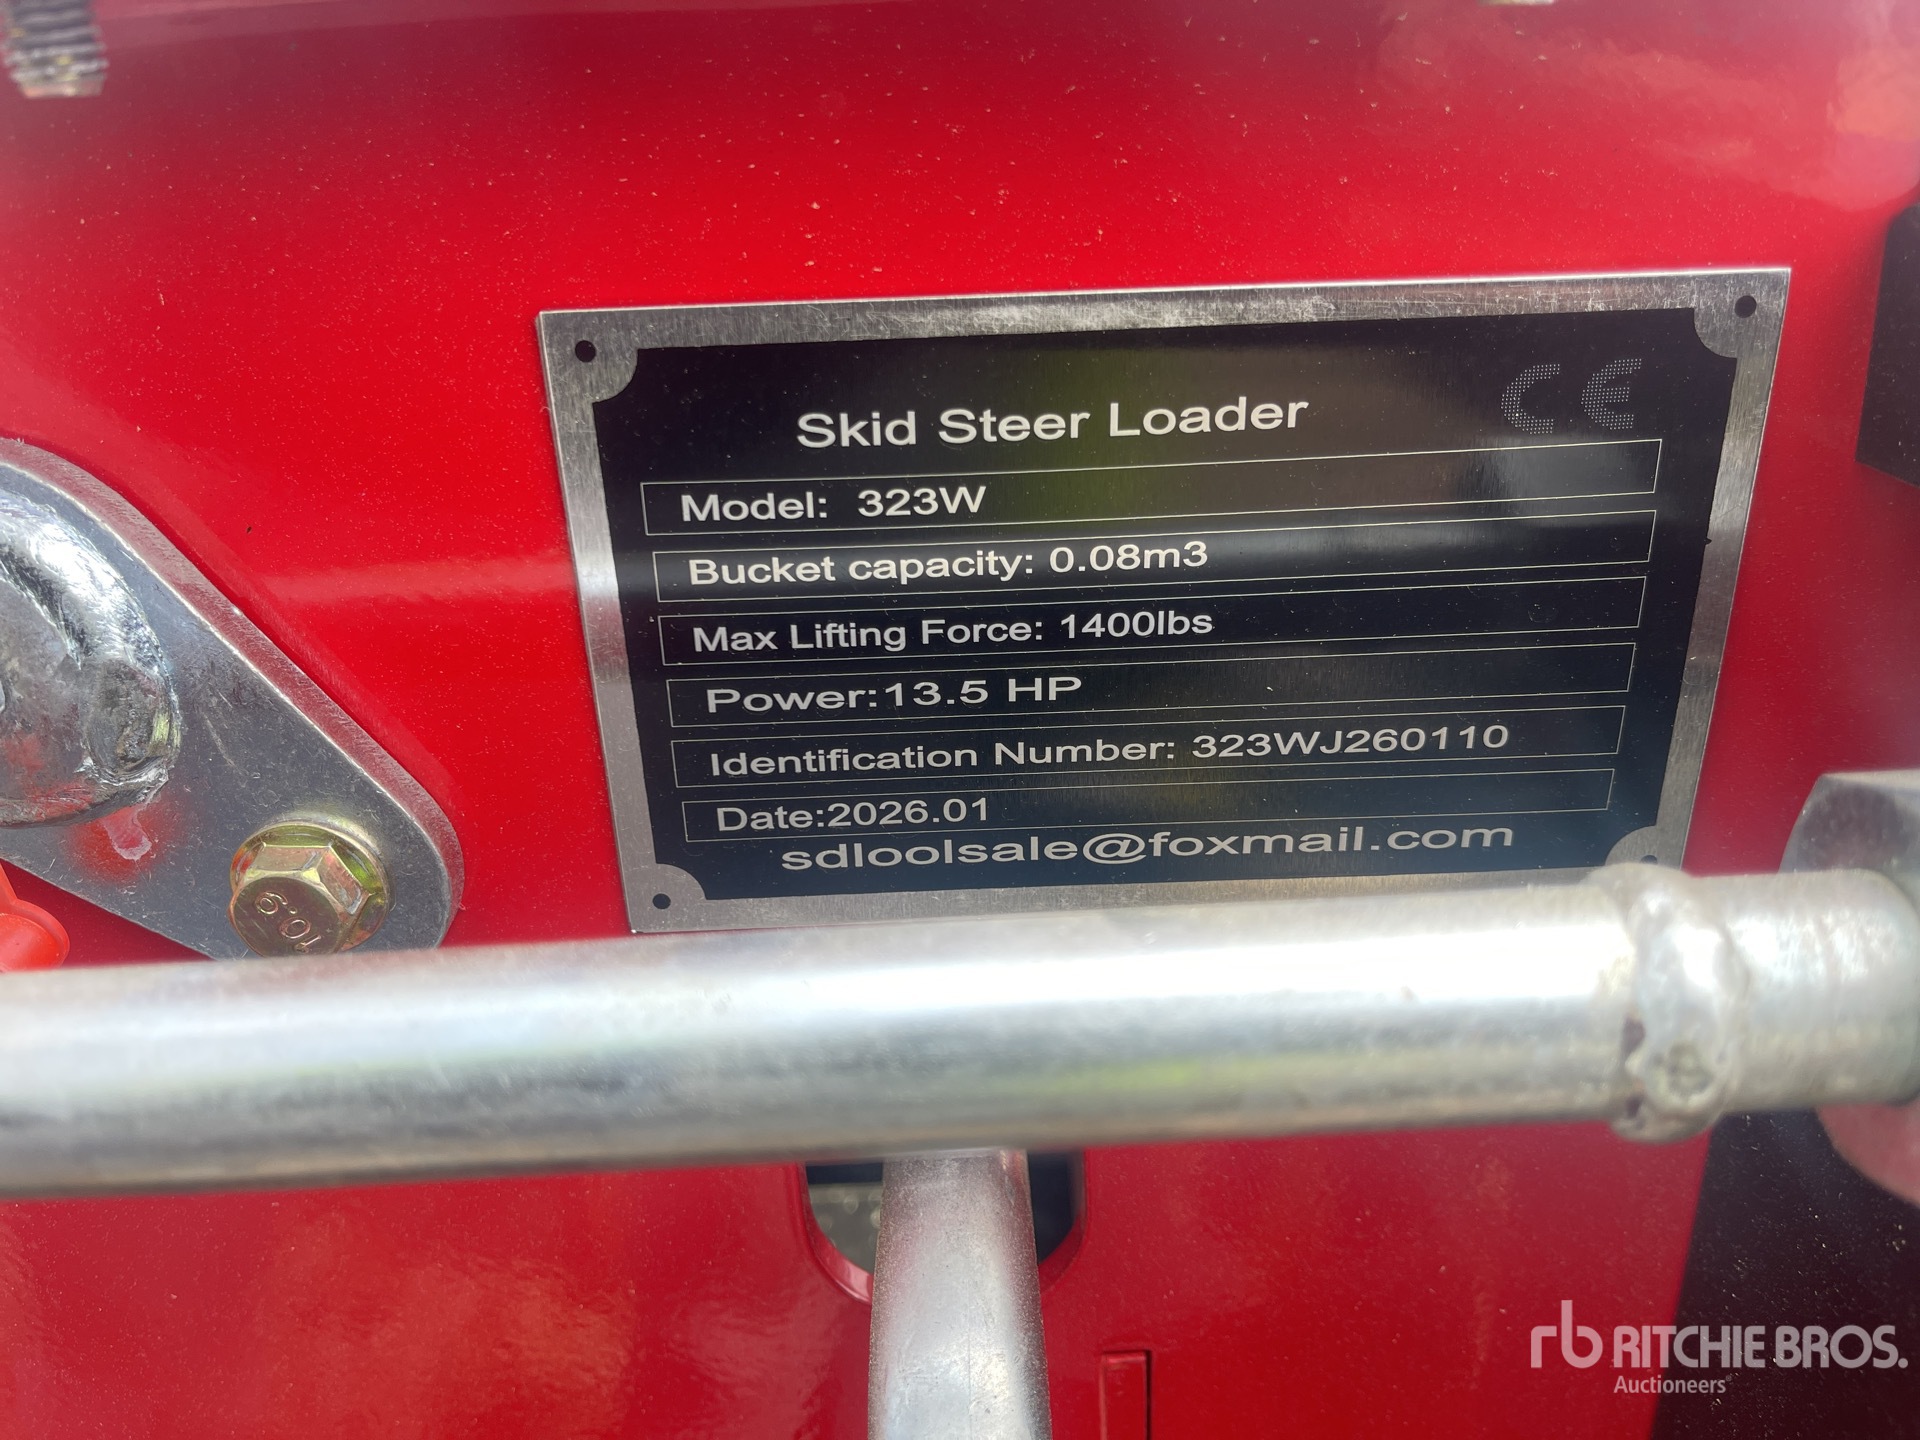 CE
Skid Steer Loader
Model: 323W
Bucket capacity: 0.08m3
Max Lifting Force: 1400lbs
Power:13.5 HP
Identification Number: 323WJ260110
Date:2026.01
sdloolsale@foxmail.com
10.9
rb RITCHIE BROS.
Auctioneers